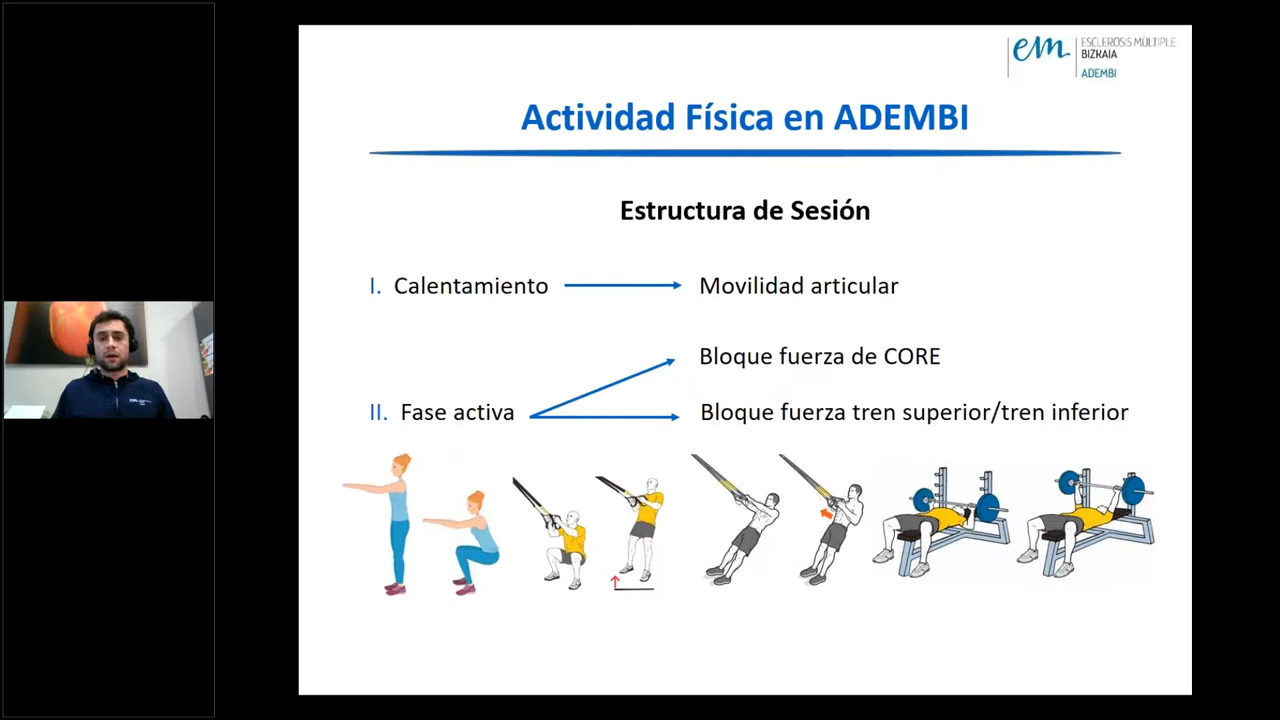 em
ESCLEROSIS MÚLTIPLE
BIZKAIA
ADEMBI
Actividad Física en ADEMBI
Estructura de Sesión
I. Calentamiento
Movilidad articular
Bloque fuerza de CORE
II. Fase activa
Bloque fuerza tren superior/tren inferior